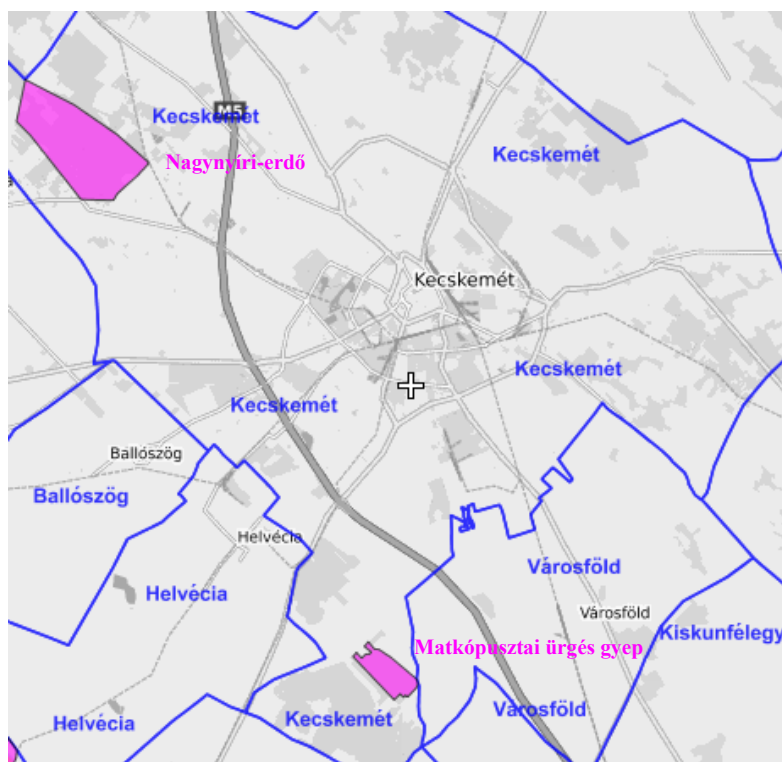 M5
Kecskemét
Nagynyíri-erdő
Kecskemét
Kecskemét
Kecskemét
Kecskemét
Ballószög
Ballószög
Helvécia
Városföld
Helvécia
Városföld
Kiskunfélegy
Matkópusztai ürgés gyep
Helvécia
Kecskemét
Városföld